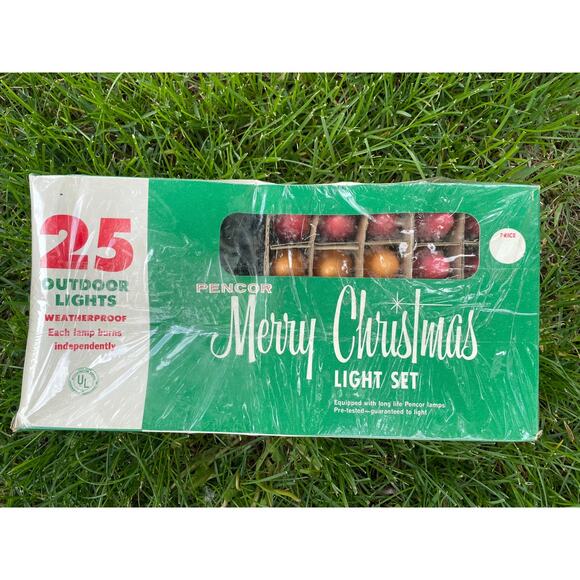 25
OUTDOOR
LIGHTS
WEATHERPROOF
Each lamp burns
independently
UL
PENCOR
Merry Christmas
LIGHT SET
Equipped with long life Pencor lamps
Pre-tested—guaranteed to light